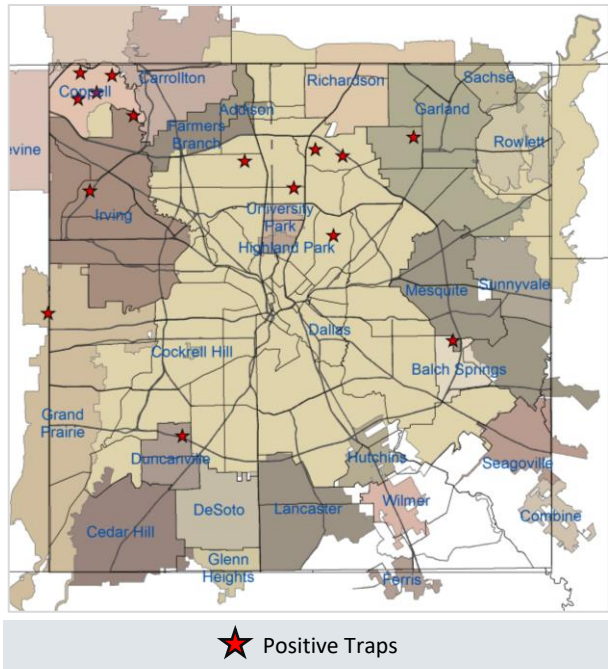 Sachse
Carrollton
Richardson
Coppell
Addison
Garland
Farmers
Branch
Rowlett
evine
Irving
University
Park
Highland Park
Mesquite
Sunnyvale
Dallas
Cockrell Hill
Balch Springs
Grand
Prairie
Duncanville
Hutchins
Seagoville
Wilmer
DeSoto
Lancaster
Combine
Cedar Hill
Glenn
Heights
Ferris
Positive Traps